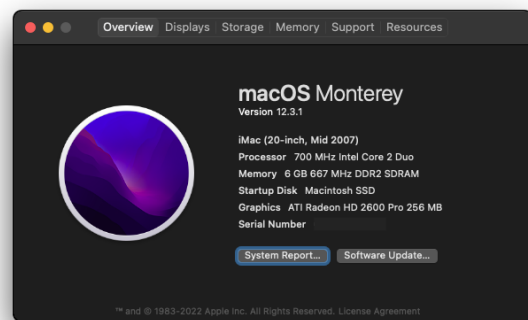 Overview Displays Storage Memory Support Resources
macOS Monterey
Version 12.3.1
iMac (20-inch, Mid 2007)
Processor 700 MHz Intel Core 2 Duo
Memory 6 GB 667 MHz DDR2 SDRAM
Startup Disk Macintosh SSD
Graphics ATI Radeon HD 2600 Pro 256 MB
Serial Number
System Report... Software Update...
™ and © 1983-2022 Apple Inc. All Rights Reserved. License Agreement